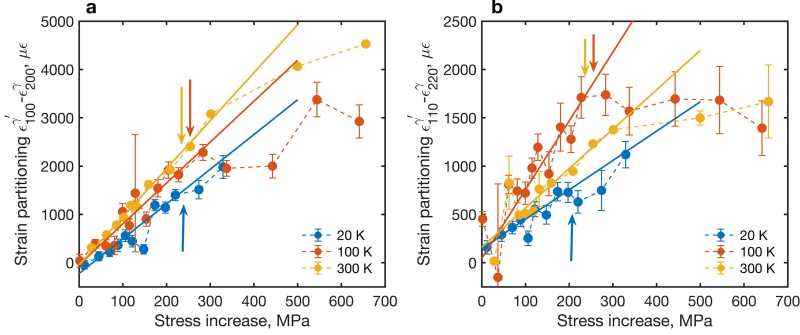 a
Strain partitioning ϵ^γ'_100-ϵ^γ_200, με
5000
4000
3000
2000
1000
0
20 K
100 K
300 K
0 100 200 300 400 500 600 700
Stress increase, MPa
b
Strain partitioning ϵ^γ'_110-ϵ^γ_220, με
2500
2000
1500
1000
500
0
20 K
100 K
300 K
0 100 200 300 400 500 600 700
Stress increase, MPa